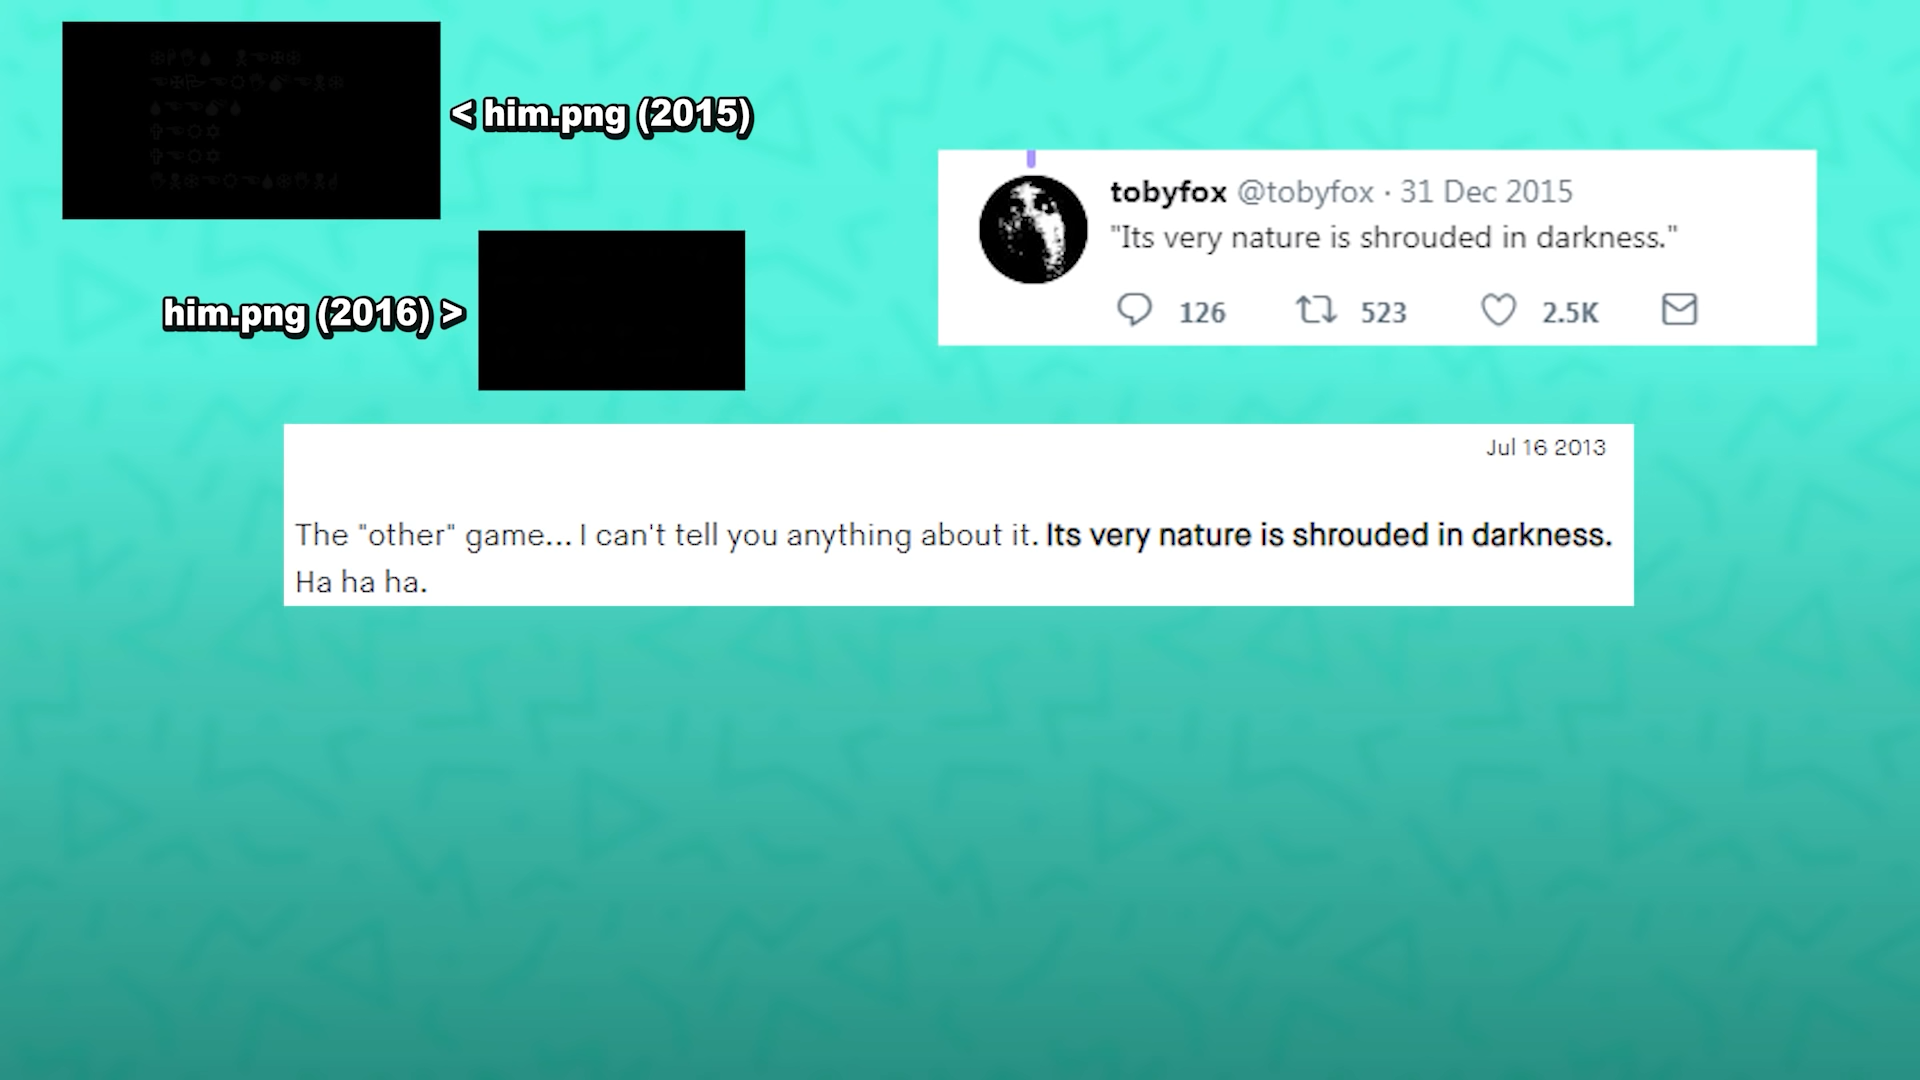 < him.png (2015)
tobyfox @tobyfox · 31 Dec 2015
"Its very nature is shrouded in darkness."
126 523 2.5K
him.png (2016) >
Jul 16 2013
The "other" game... I can't tell you anything about it. Its very nature is shrouded in darkness.
Ha ha ha.